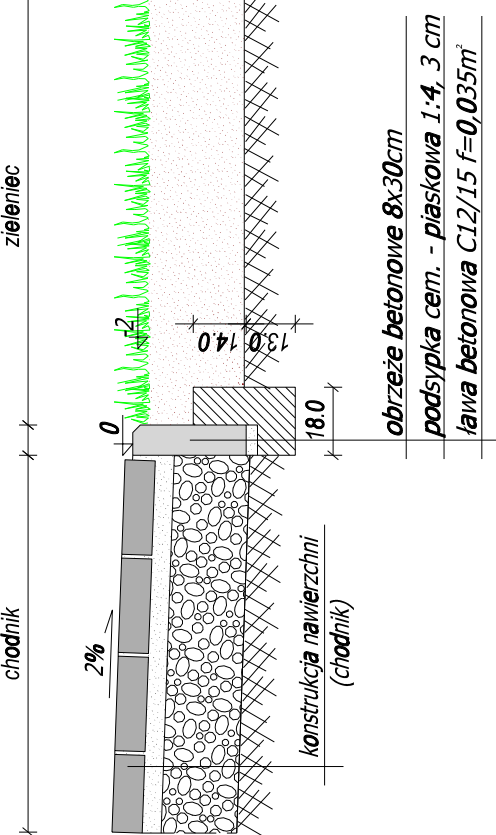 chodnik
zieleniec
2%
0
-2
14.0
13.0
18.0
konstrukcja nawierzchni
(chodnik)
obrzeże betonowe 8x30cm
podsypka cem. - piaskowa 1:4, 3 cm
ława betonowa C12/15 f=0,035m²